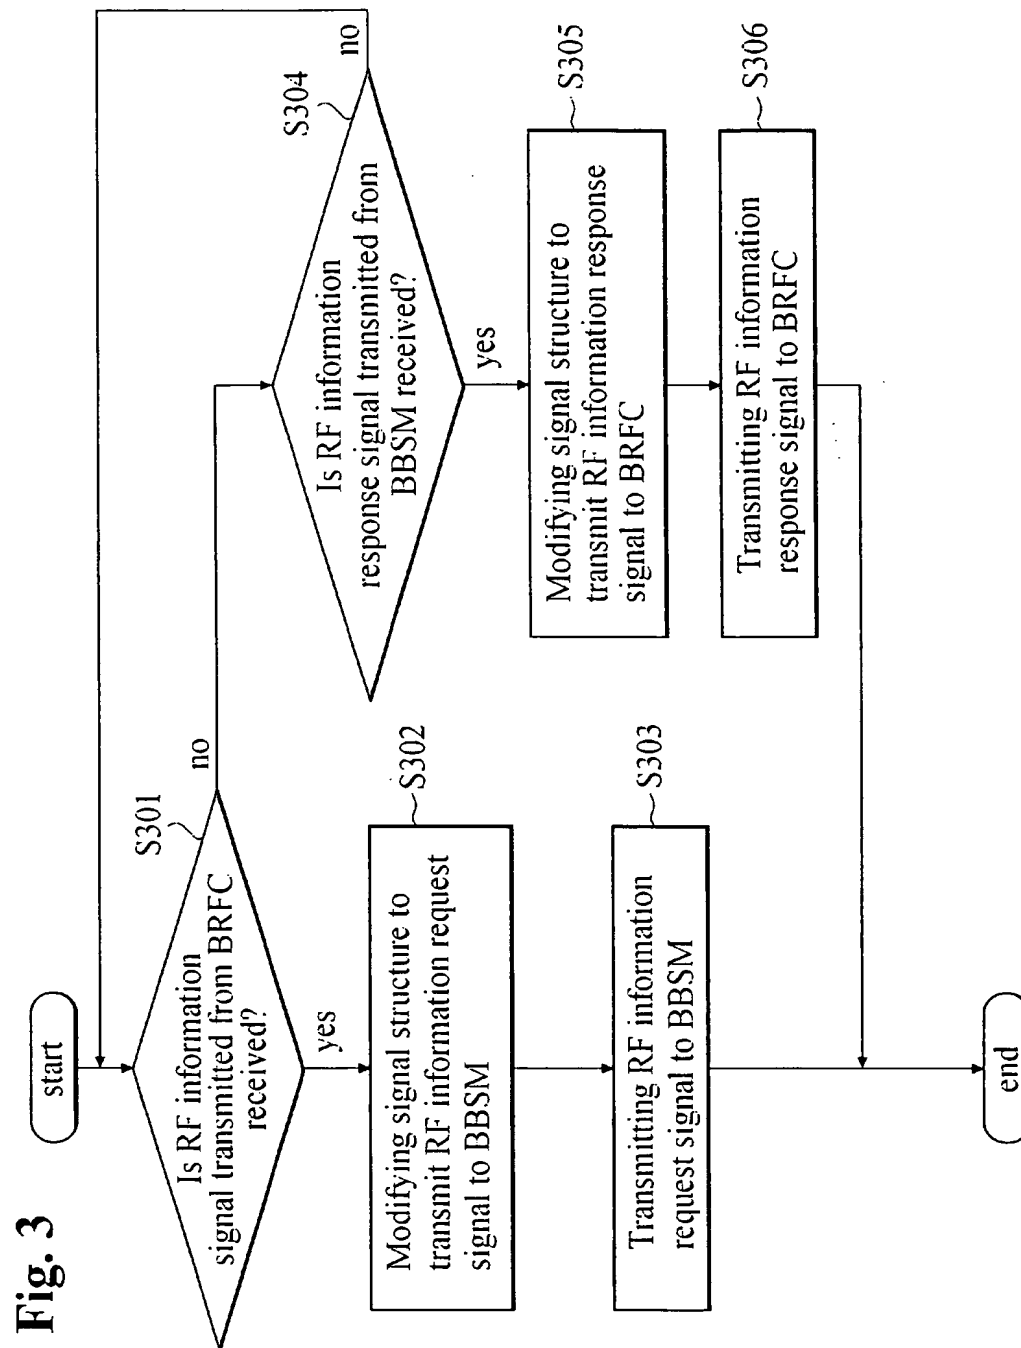 Fig. 3
start
S301
Is RF information
signal transmitted from BRFC
received?
no
yes
S302
Modifying signal structure to
transmit RF information request
signal to BBSM
S303
Transmitting RF information
request signal to BBSM
end
S304
Is RF information
response signal transmitted from
BBSM received?
no
yes
S305
Modifying signal structure to
transmit RF information response
signal to BRFC
S306
Transmitting RF information
response signal to BRFC